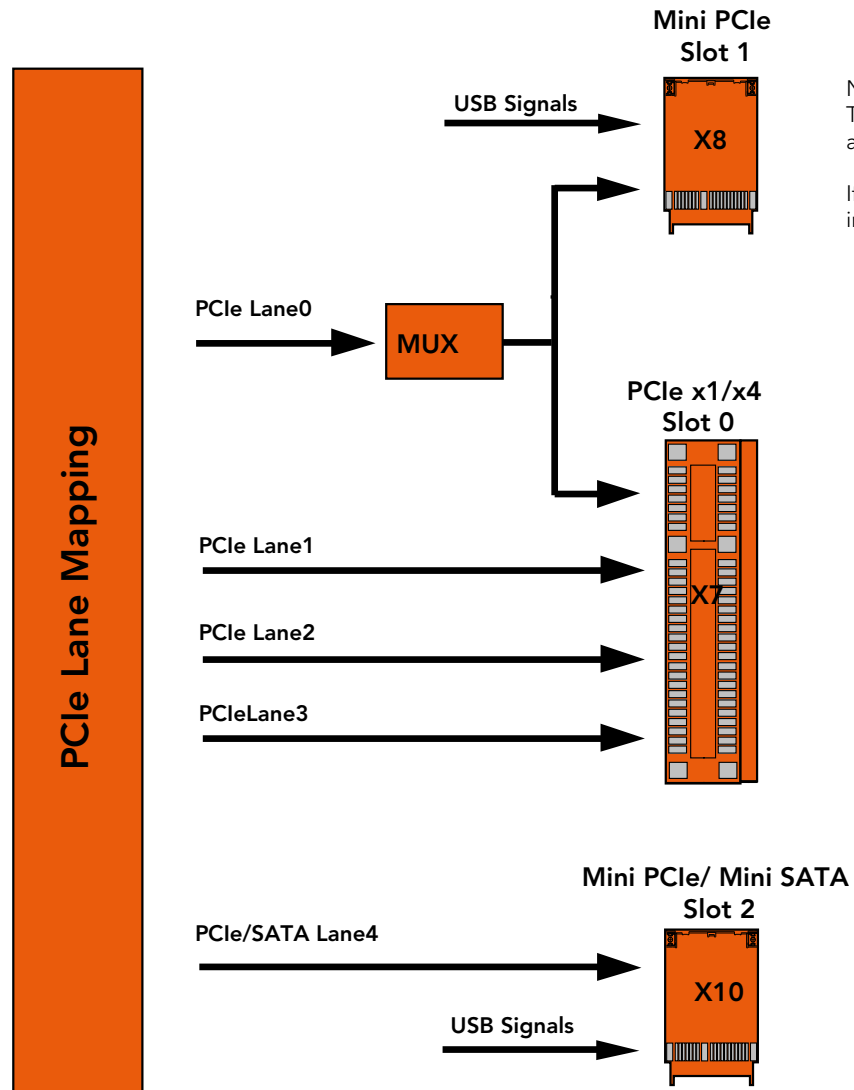 Mini PCIe
Slot 1
USB Signals
X8
PCIe Lane0
MUX
PCIe x1/x4
Slot 0
PCIe Lane Mapping
PCIe Lane1
X7
PCIe Lane2
PCIeLane3
Mini PCIe/ Mini SATA
Slot 2
PCIe/SATA Lane4
X10
USB Signals